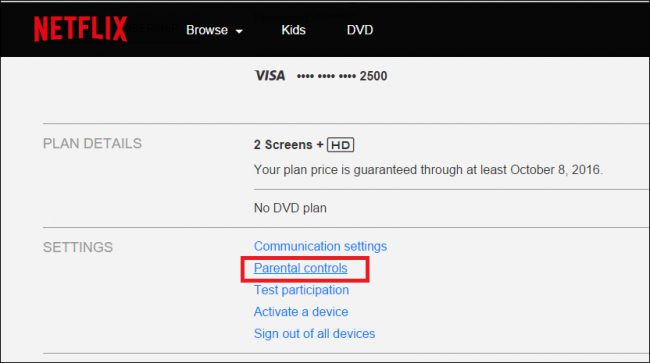 NETFLIX Browse Kids DVD
VISA •••• •••• •••• 2500
PLAN DETAILS 2 Screens + HD
Your plan price is guaranteed through at least October 8, 2016.
No DVD plan
SETTINGS Communication settings
Parental controls
Test participation
Activate a device
Sign out of all devices